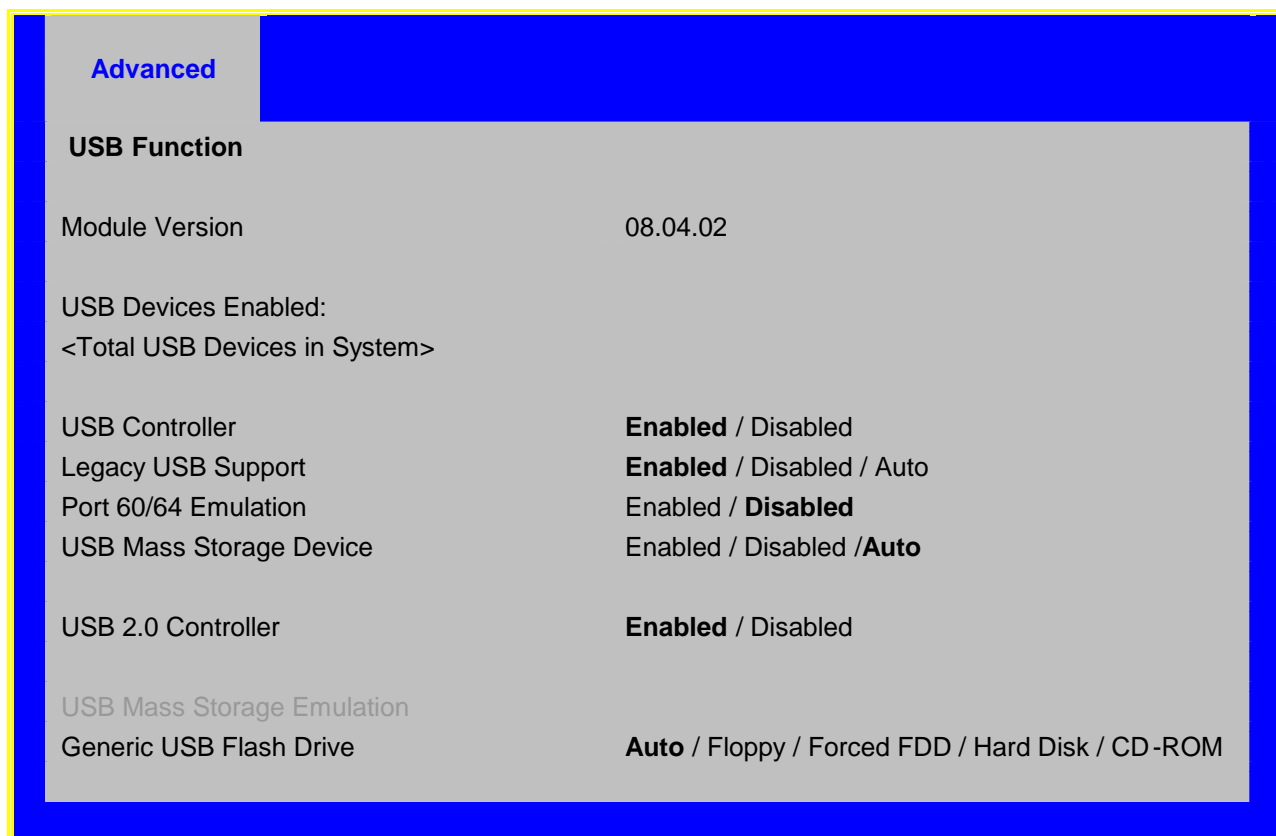 Advanced
USB Function
Module Version 08.04.02
USB Devices Enabled:
<Total USB Devices in System>
USB Controller Enabled / Disabled
Legacy USB Support Enabled / Disabled / Auto
Port 60/64 Emulation Enabled / Disabled
USB Mass Storage Device Enabled / Disabled /Auto
USB 2.0 Controller Enabled / Disabled
USB Mass Storage Emulation
Generic USB Flash Drive Auto / Floppy / Forced FDD / Hard Disk / CD-ROM